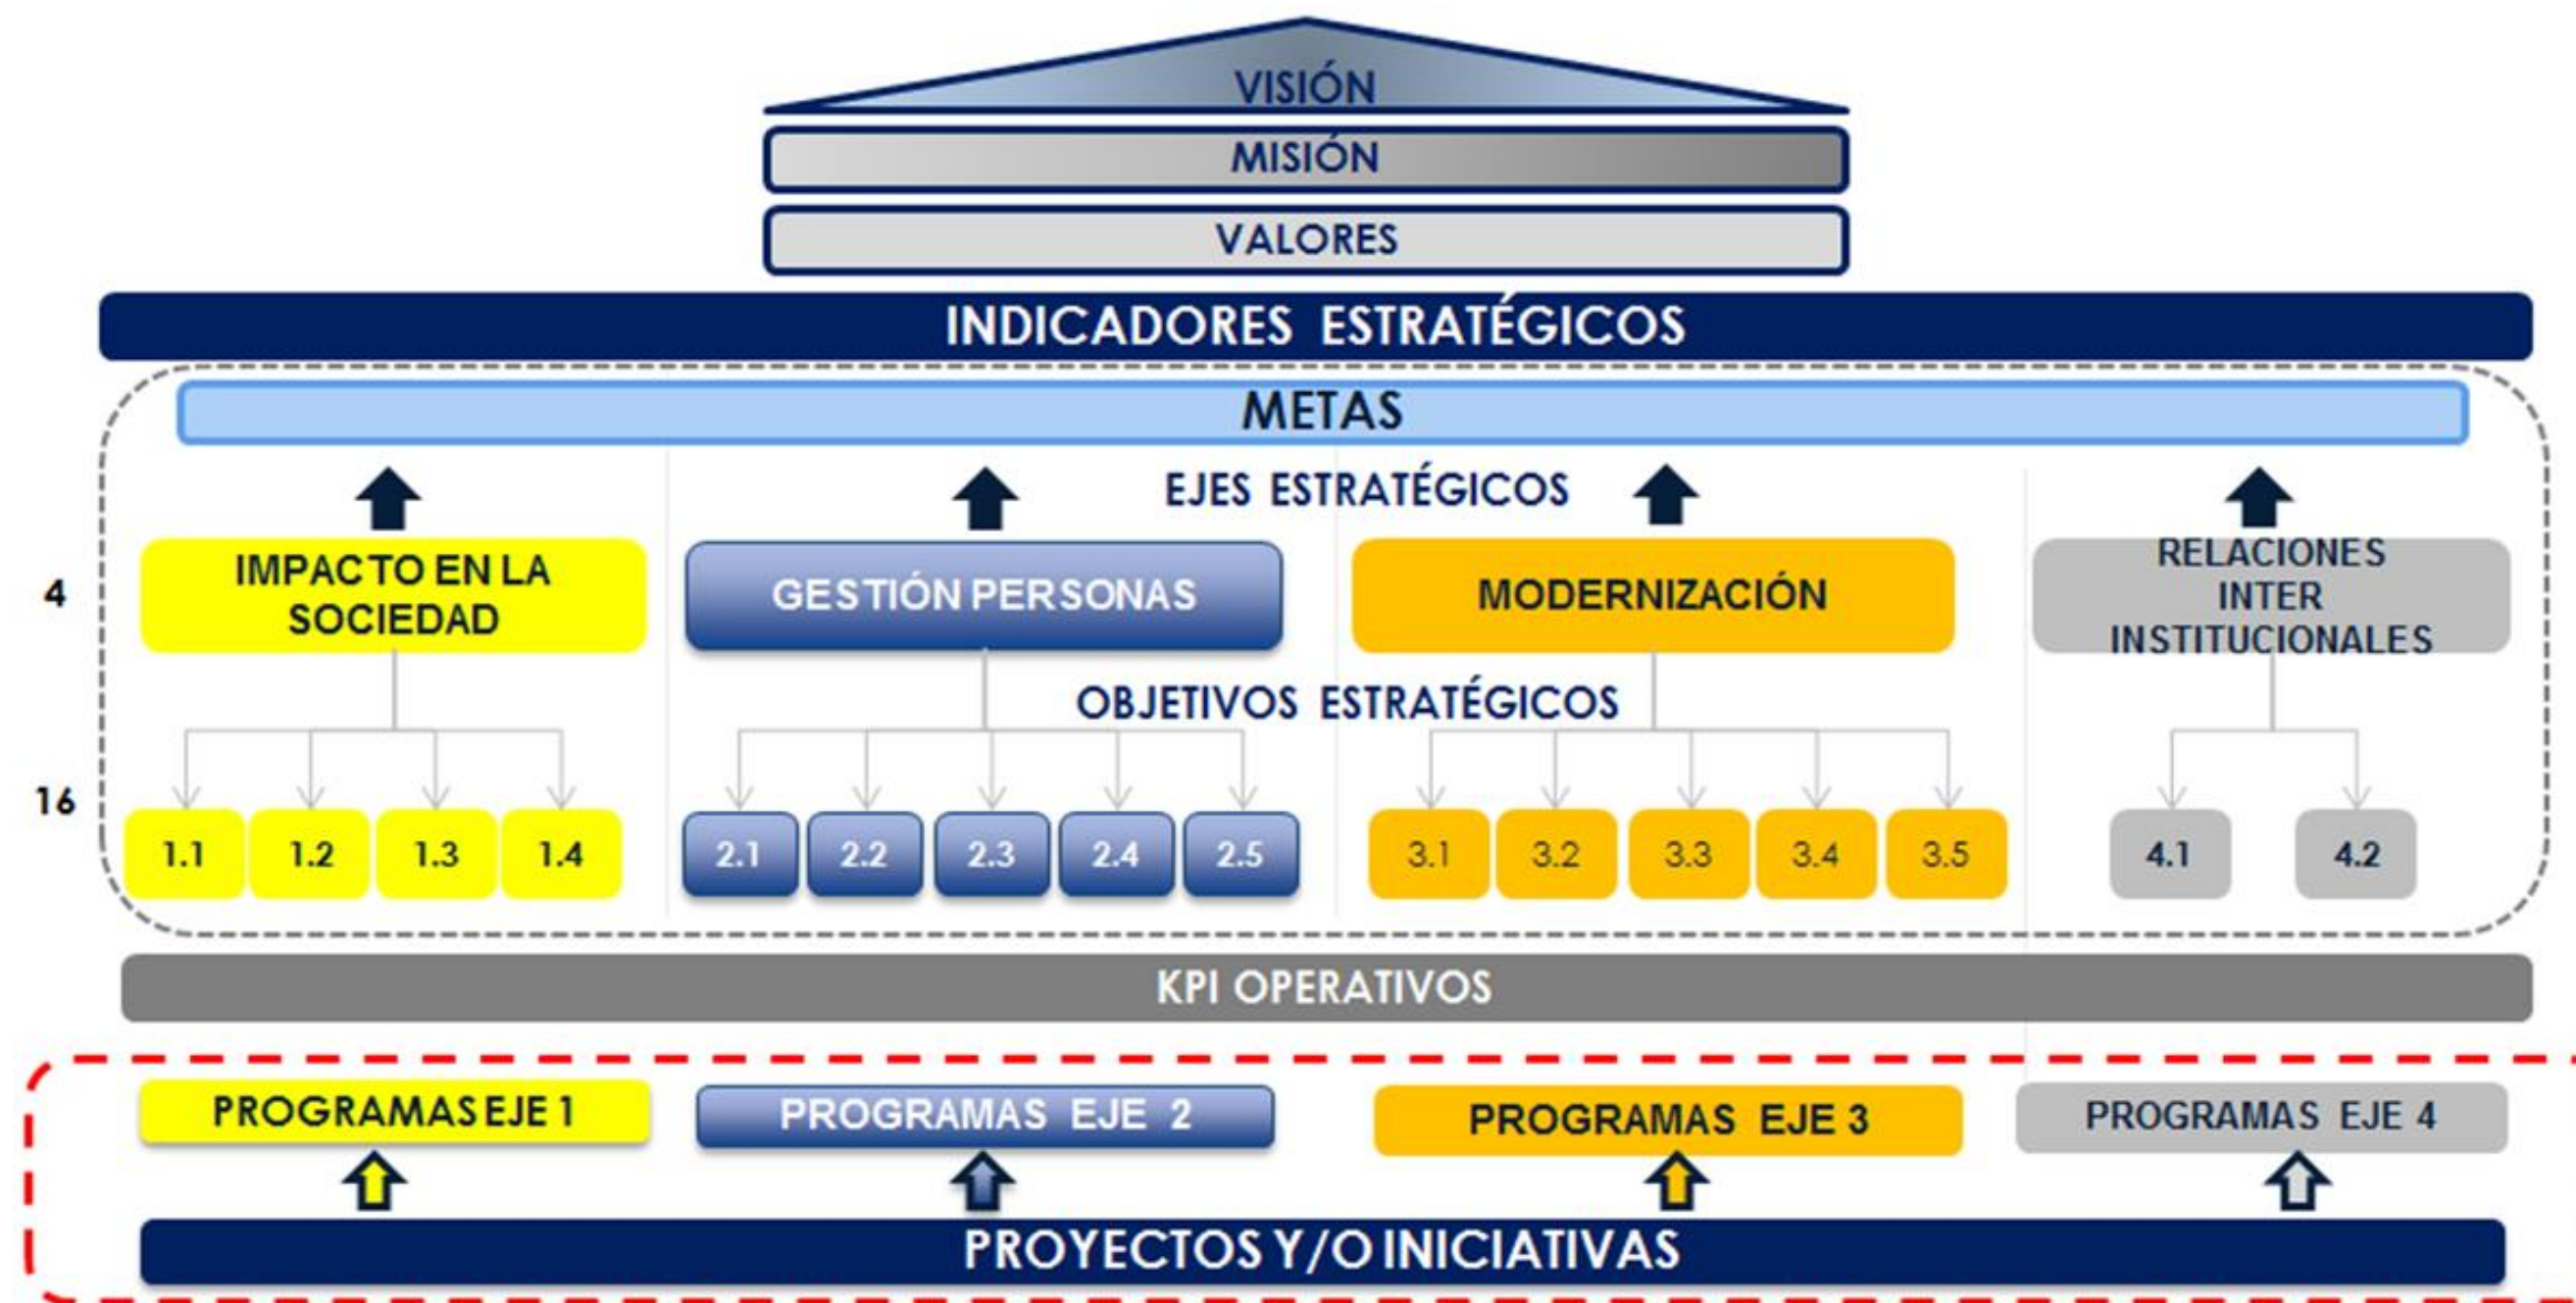 VISIÓN
MISIÓN
VALORES
INDICADORES ESTRATÉGICOS
METAS
EJES ESTRATÉGICOS
4
IMPACTO EN LA
SOCIEDAD
GESTIÓN PERSONAS
MODERNIZACIÓN
RELACIONES
INTER
INSTITUCIONALES
OBJETIVOS ESTRATÉGICOS
16
1.1 1.2 1.3 1.4 2.1 2.2 2.3 2.4 2.5 3.1 3.2 3.3 3.4 3.5 4.1 4.2
KPI OPERATIVOS
PROGRAMAS EJE 1
PROGRAMAS EJE 2
PROGRAMAS EJE 3
PROGRAMAS EJE 4
PROYECTOS Y/O INICIATIVAS